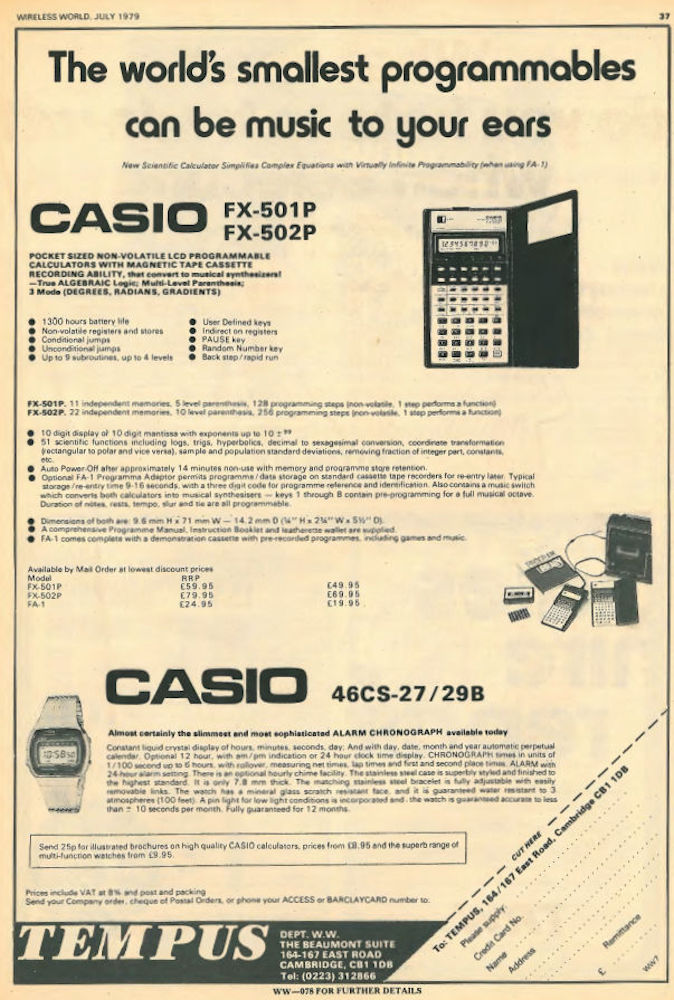 WIRELESS WORLD, JULY 1979
37
The world's smallest programmables
can be music to your ears
New Scientific Calculator Simplifies Complex Equations with Virtually Infinite Programmability (when using FA-1)
CASIO FX-501P
FX-502P
POCKET SIZED NON-VOLATILE LCD PROGRAMMABLE
CALCULATORS WITH MAGNETIC TAPE CASSETTE
RECORDING ABILITY, that convert to musical synthesizers!
—True ALGEBRAIC Logic; Multi-Level Parenthesis;
3 Mode (DEGREES, RADIANS, GRADIENTS)
● 1300 hours battery life
● Non-volatile registers and stores
● Conditional jumps
● Unconditional jumps
● Up to 9 subroutines, up to 4 levels
● User Defined keys
● Indirect on registers
● PAUSE key
● Random Number key
● Back step/rapid run
FX-501P. 11 independent memories, 5 level parenthesis, 128 programming steps (non-volatile, 1 step performs a function)
FX-502P. 22 independent memories, 10 level parenthesis, 256 programming steps (non-volatile, 1 step performs a function)
● 10 digit display of 10 digit mantissa with exponents up to 10 ± 99
● 51 scientific functions including logs, trigs, hyperbolics, decimal to sexagesimal conversion, coordinate transformation
(rectangular to polar and vice versa), sample and population standard deviations, removing fraction of integer part, constants,
etc.
● Auto Power-Off after approximately 14 minutes non-use with memory and programme store retention.
● Optional FA-1 Programme Adaptor permits programme/data storage on standard cassette tape recorders for re-entry later. Typical
storage/re-entry time 9-16 seconds, with a three digit code for programme reference and identification. Also contains a music switch
which converts both calculators into musical synthesisers — keys 1 through 8 contain pre-programming for a full musical octave.
Duration of notes, rests, tempo, slur and tie are all programmable.
● Dimensions of both are: 9.6 mm H x 71 mm W — 14.2 mm D (¼" H x 2¾" W x 5½" D).
● A comprehensive Programme Manual, Instruction Booklet and leatherette wallet are supplied.
● FA-1 comes complete with a demonstration cassette with pre-recorded programmes, including games and music.
Available by Mail Order at lowest discount prices
Model RRP
FX-501P £59.95 £49.95
FX-502P £79.95 £69.95
FA-1 £24.95 £19.95
CASIO 46CS-27/29B
10:58 50
Almost certainly the slimmest and most sophisticated ALARM CHRONOGRAPH available today
Constant liquid crystal display of hours, minutes, seconds, day; And with day, date, month and year automatic perpetual
calendar. Optional 12 hour, with am/pm indication or 24 hour clock time display. CHRONOGRAPH times in units of
1/100 second up to 6 hours, with rollover, measuring net times, lap times and first and second place times. ALARM with
24-hour alarm setting. There is an optional hourly chime facility. The stainless steel case is superbly styled and finished to
the highest standard. It is only 7.8 mm thick. The matching stainless steel bracelet is fully adjustable with easily
removable links. The watch has a mineral glass scratch resistant face, and it is guaranteed water resistant to 3
atmospheres (100 feet). A pin light for low light conditions is incorporated and the watch is guaranteed accurate to less
than ± 10 seconds per month. Fully guaranteed for 12 months.
Send 25p for illustrated brochures on high quality CASIO calculators, prices from £8.95 and the superb range of
multi-function watches from £9.95.
Prices include VAT at 8% and post and packing
Send your Company order, cheque of Postal Orders, or phone your ACCESS or BARCLAYCARD number to:
TEMPUS
DEPT. W.W.
THE BEAUMONT SUITE
164-167 EAST ROAD
CAMBRIDGE, CB1 1DB
Tel: (0223) 312866
CUT HERE
To: TEMPUS, 164/167 East Road, Cambridge CB1 1DB
Please supply:
Credit Card No.
Name
Address
Remittance
£
WW7
WW—078 FOR FURTHER DETAILS